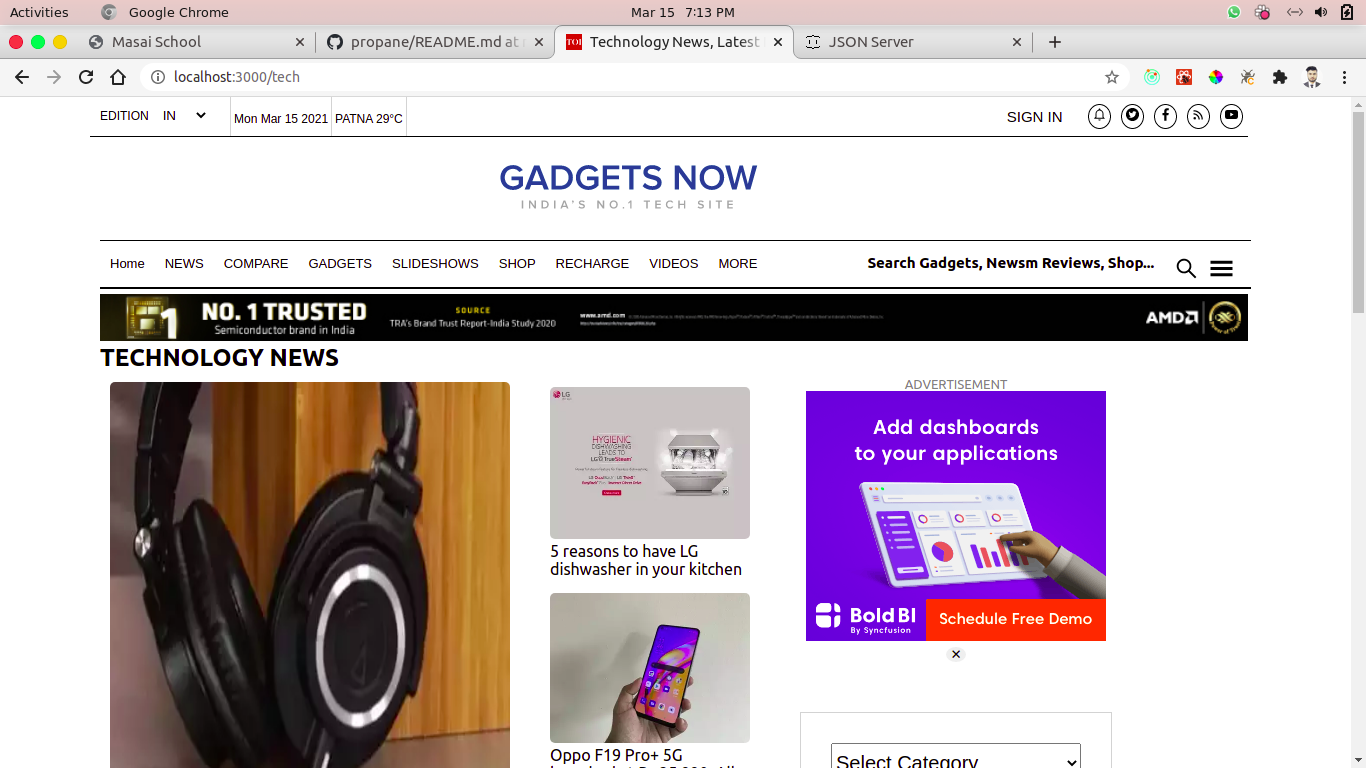 Activities Google Chrome Mar 15 7:13 PM
Masai School propane/README.md at Technology News, Latest JSON Server
localhost:3000/tech
EDITION IN Mon Mar 15 2021 PATNA 29°C SIGN IN
GADGETS NOW
INDIA'S NO.1 TECH SITE
Home NEWS COMPARE GADGETS SLIDESHOWS SHOP RECHARGE VIDEOS MORE Search Gadgets, Newsm Reviews, Shop...
1 NO. 1 TRUSTED
Semiconductor brand in India
SOURCE
TRA's Brand Trust Report-India Study 2020
www.amd.com
AMD
TECHNOLOGY NEWS
LG
HYGIENIC
DISHWASHING
LEADS TO
LG TrueSteam
5 reasons to have LG
dishwasher in your kitchen
Oppo F19 Pro+ 5G
ADVERTISEMENT
Add dashboards
to your applications
Bold BI
By Syncfusion
Schedule Free Demo
Select Category